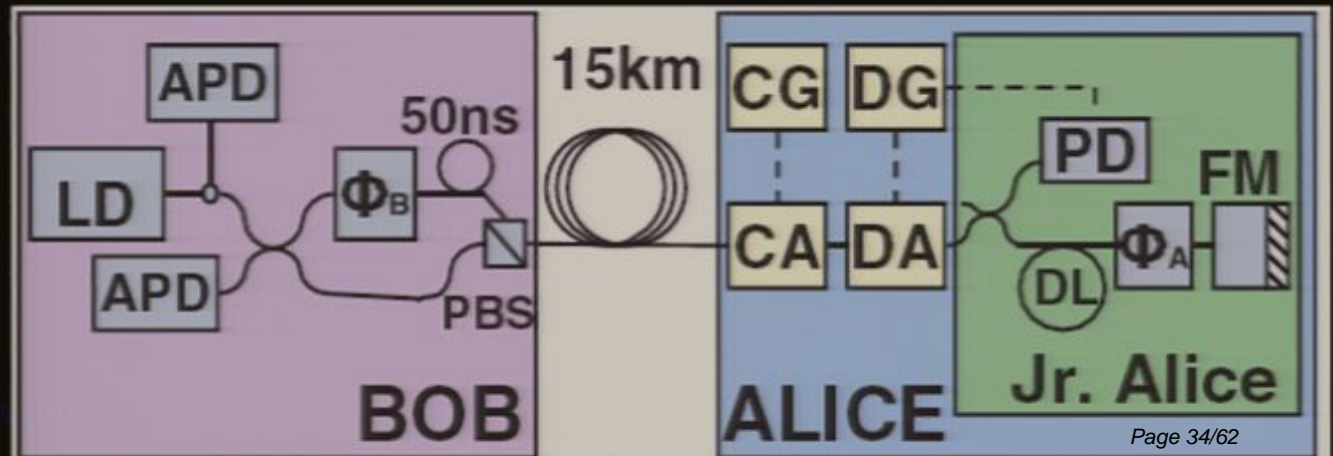 APD
50ns
LD
ΦB
APD
PBS
BOB
15km
CG DG
PD
FM
CA DA
ΦA
DL
ALICE
Jr. Alice
Page 34/62